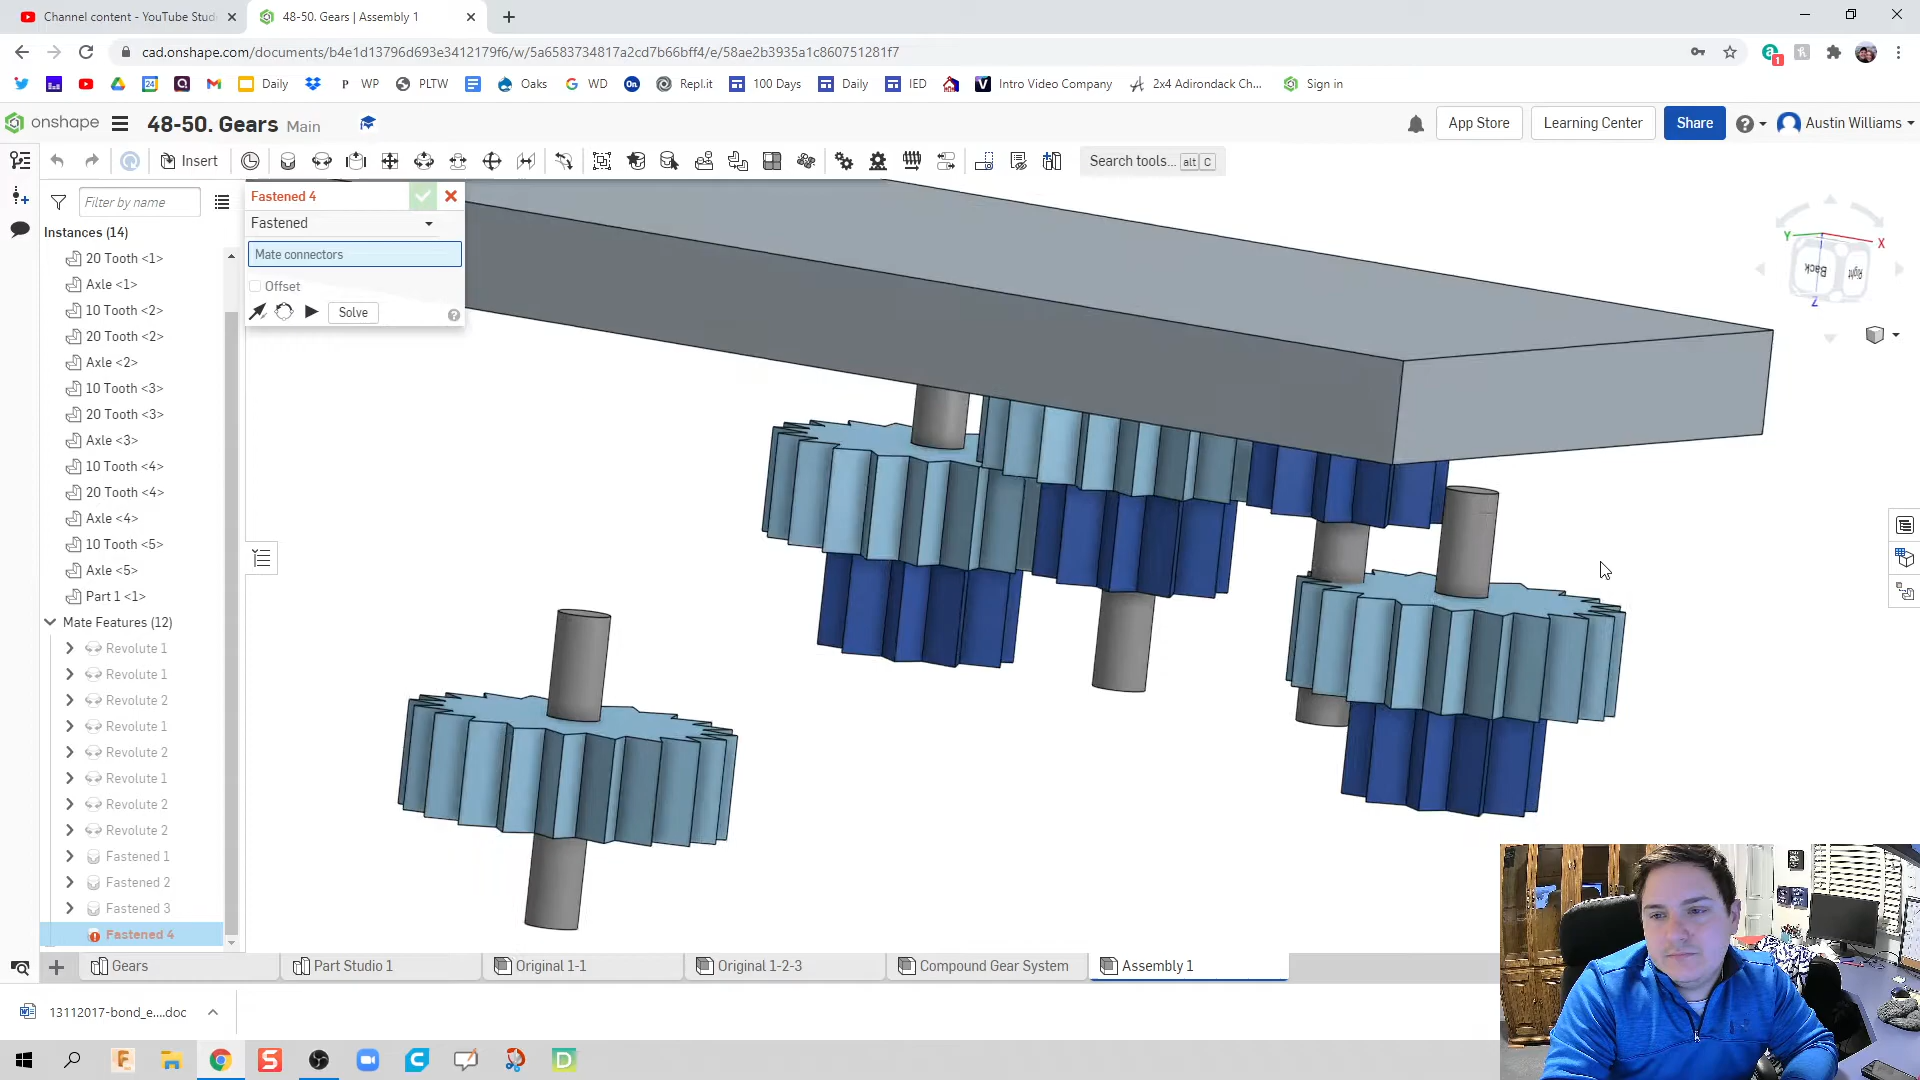 Channel content - YouTube Stud
48-50. Gears | Assembly 1
cad.onshape.com/documents/b4e1d13796d693e3412179f6/w/5a6583734817a2cd7b66bff4/e/58ae2b3935a1c860751281f7
1
Daily
P WP
PLTW
Oaks
G WD
On
Repl.it
100 Days
Daily
IED
V Intro Video Company
2x4 Adirondack Ch...
Sign in
onshape
48-50. Gears Main
App Store
Learning Center
Share
Austin Williams
Insert
Search tools... alt C
Filter by name
Fastened 4
Fastened
Mate connectors
Offset
Solve
Instances (14)
20 Tooth <1>
Axle <1>
10 Tooth <2>
20 Tooth <2>
Axle <2>
10 Tooth <3>
20 Tooth <3>
Axle <3>
10 Tooth <4>
20 Tooth <4>
Axle <4>
10 Tooth <5>
Axle <5>
Part 1 <1>
Mate Features (12)
Revolute 1
Revolute 1
Revolute 2
Revolute 1
Revolute 2
Revolute 1
Revolute 2
Revolute 2
Fastened 1
Fastened 2
Fastened 3
Fastened 4
Y X
Back Right
Z
Gears
Part Studio 1
Original 1-1
Original 1-2-3
Compound Gear System
Assembly 1
13112017-bond_e....doc